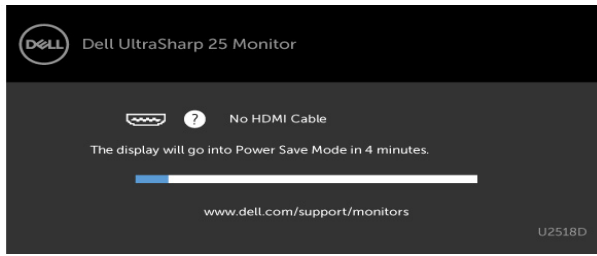 DELL
Dell UltraSharp 25 Monitor
? No HDMI Cable
The display will go into Power Save Mode in 4 minutes.
www.dell.com/support/monitors
U2518D